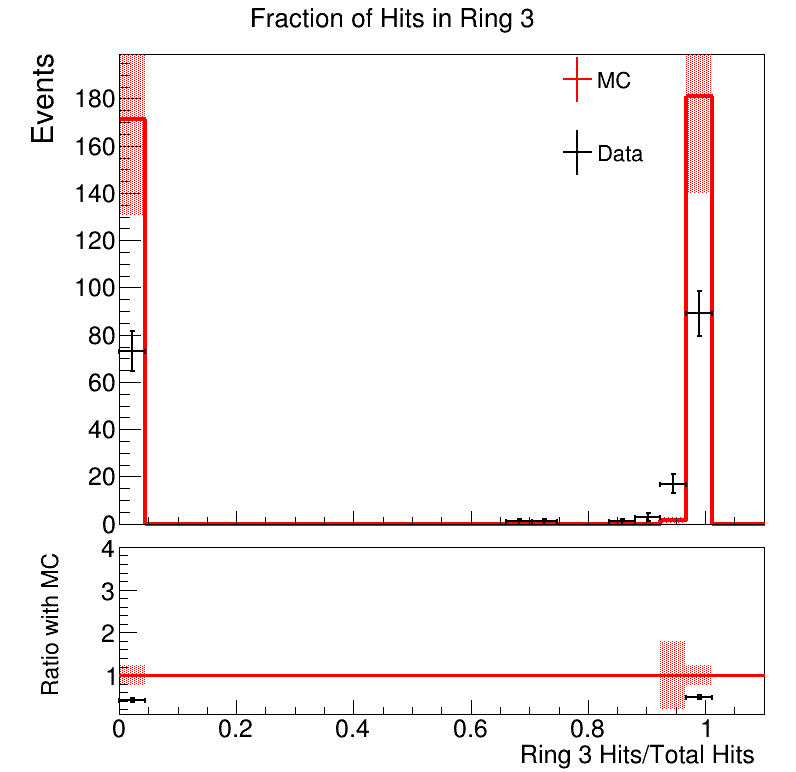 Fraction of Hits in Ring 3
Events
180
160
140
120
100
80
60
40
20
0
MC
Data
Ratio with MC
4
3
2
1
0 0.2 0.4 0.6 0.8 1
Ring 3 Hits/Total Hits